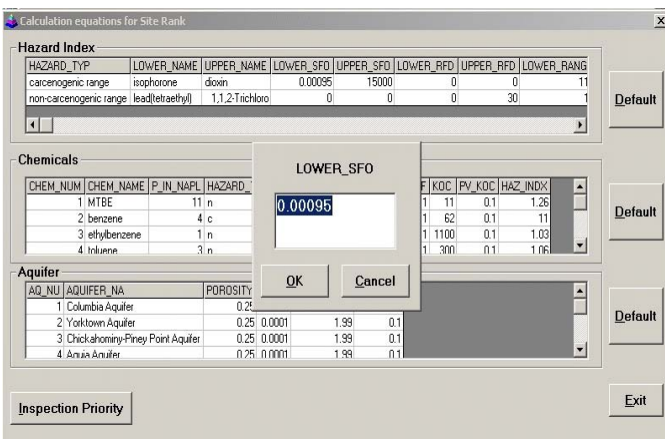 Calculation equations for Site Rank
Hazard Index
HAZARD_TYP LOWER_NAME UPPER_NAME LOWER_SFO UPPER_SFO LOWER_RFD UPPER_RFD LOWER_RANG
carcenogenic range isophorone dioxin 0.00095 15000 0 0 11
non-carcenogenic range lead(tetraethyl) 1,1,2-Trichloro 0 0 0 30 1
Default
Chemicals
CHEM_NUM CHEM_NAME P_IN_NAPL HAZARD_ F KOC PV_KOC HAZ_INDX
1 MTBE 11 n 1 11 0.1 1.26
2 benzene 4 c 1 62 0.1 11
3 ethylbenzene 1 n 1 1100 0.1 1.03
4 toluene 3 n 1 300 0.1 1.06
Default
LOWER_SFO
0.00095
OK Cancel
Aquifer
AQ_NU AQUIFER_NA POROSITY
1 Columbia Aquifer 0.25
2 Yorktown Aquifer 0.25 0.0001 1.99 0.1
3 Chickahominy-Piney Point Aquifer 0.25 0.0001 1.99 0.1
4 Aquia Aquifer 0.25 0.0001 1.99 0.1
Default
Inspection Priority
Exit